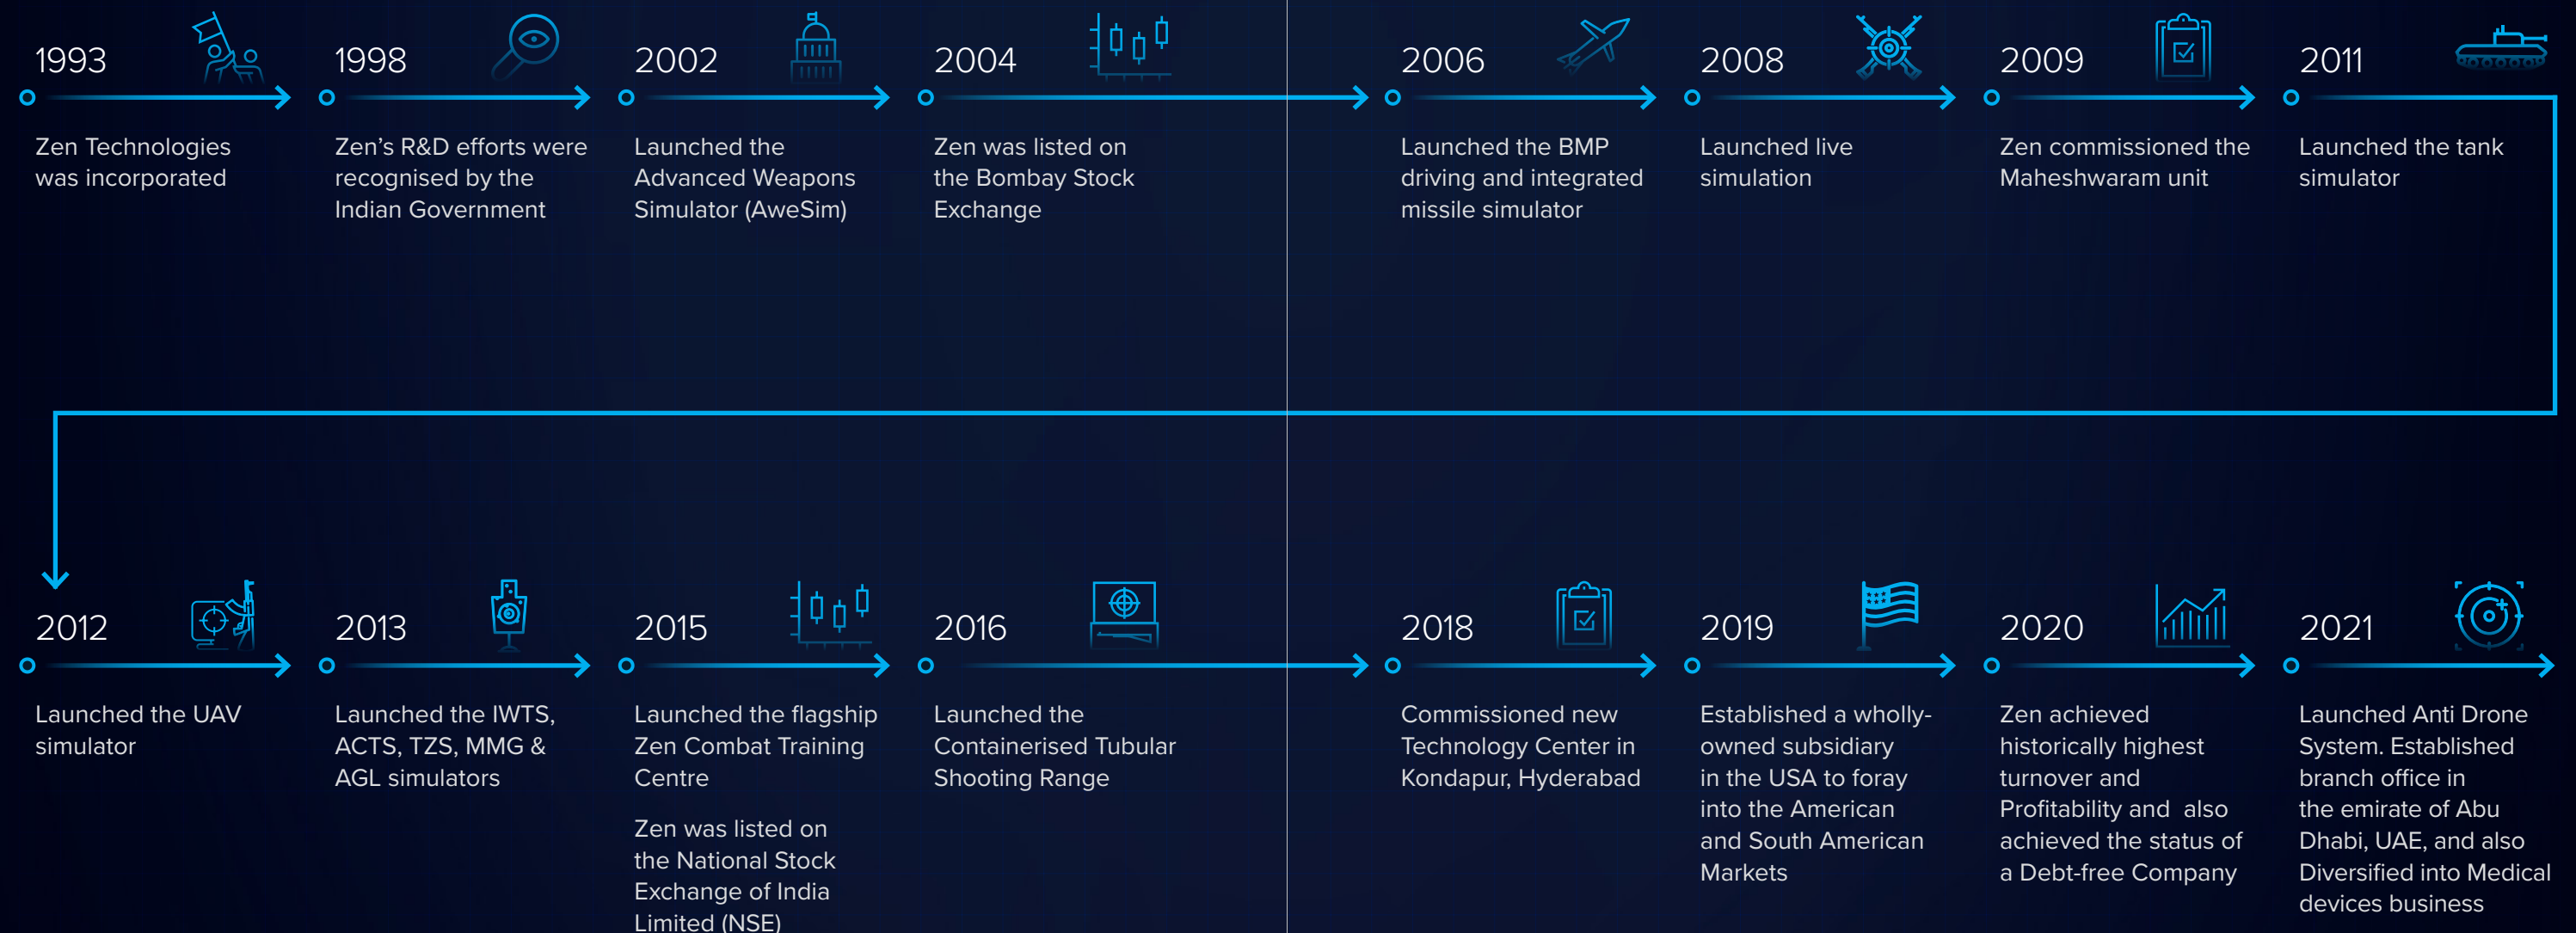 1993
Zen Technologies
was incorporated
1998
Zen’s R&D efforts were
recognised by the
Indian Government
2002
Launched the
Advanced Weapons
Simulator (AweSim)
2004
Zen was listed on
the Bombay Stock
Exchange
2006
Launched the BMP
driving and integrated
missile simulator
2008
Launched live
simulation
2009
Zen commissioned the
Maheshwaram unit
2011
Launched the tank
simulator
2012
Launched the UAV
simulator
2013
Launched the IWTS,
ACTS, TZS, MMG &
AGL simulators
2015
Launched the flagship
Zen Combat Training
Centre
Zen was listed on
the National Stock
Exchange of India
Limited (NSE)
2016
Launched the
Containerised Tubular
Shooting Range
2018
Commissioned new
Technology Center in
Kondapur, Hyderabad
2019
Established a wholly-
owned subsidiary
in the USA to foray
into the American
and South American
Markets
2020
Zen achieved
historically highest
turnover and
Profitability and  also
achieved the status of
a Debt-free Company
2021
Launched Anti Drone
System. Established
branch office in
the emirate of Abu
Dhabi, UAE, and also
Diversified into Medical
devices business